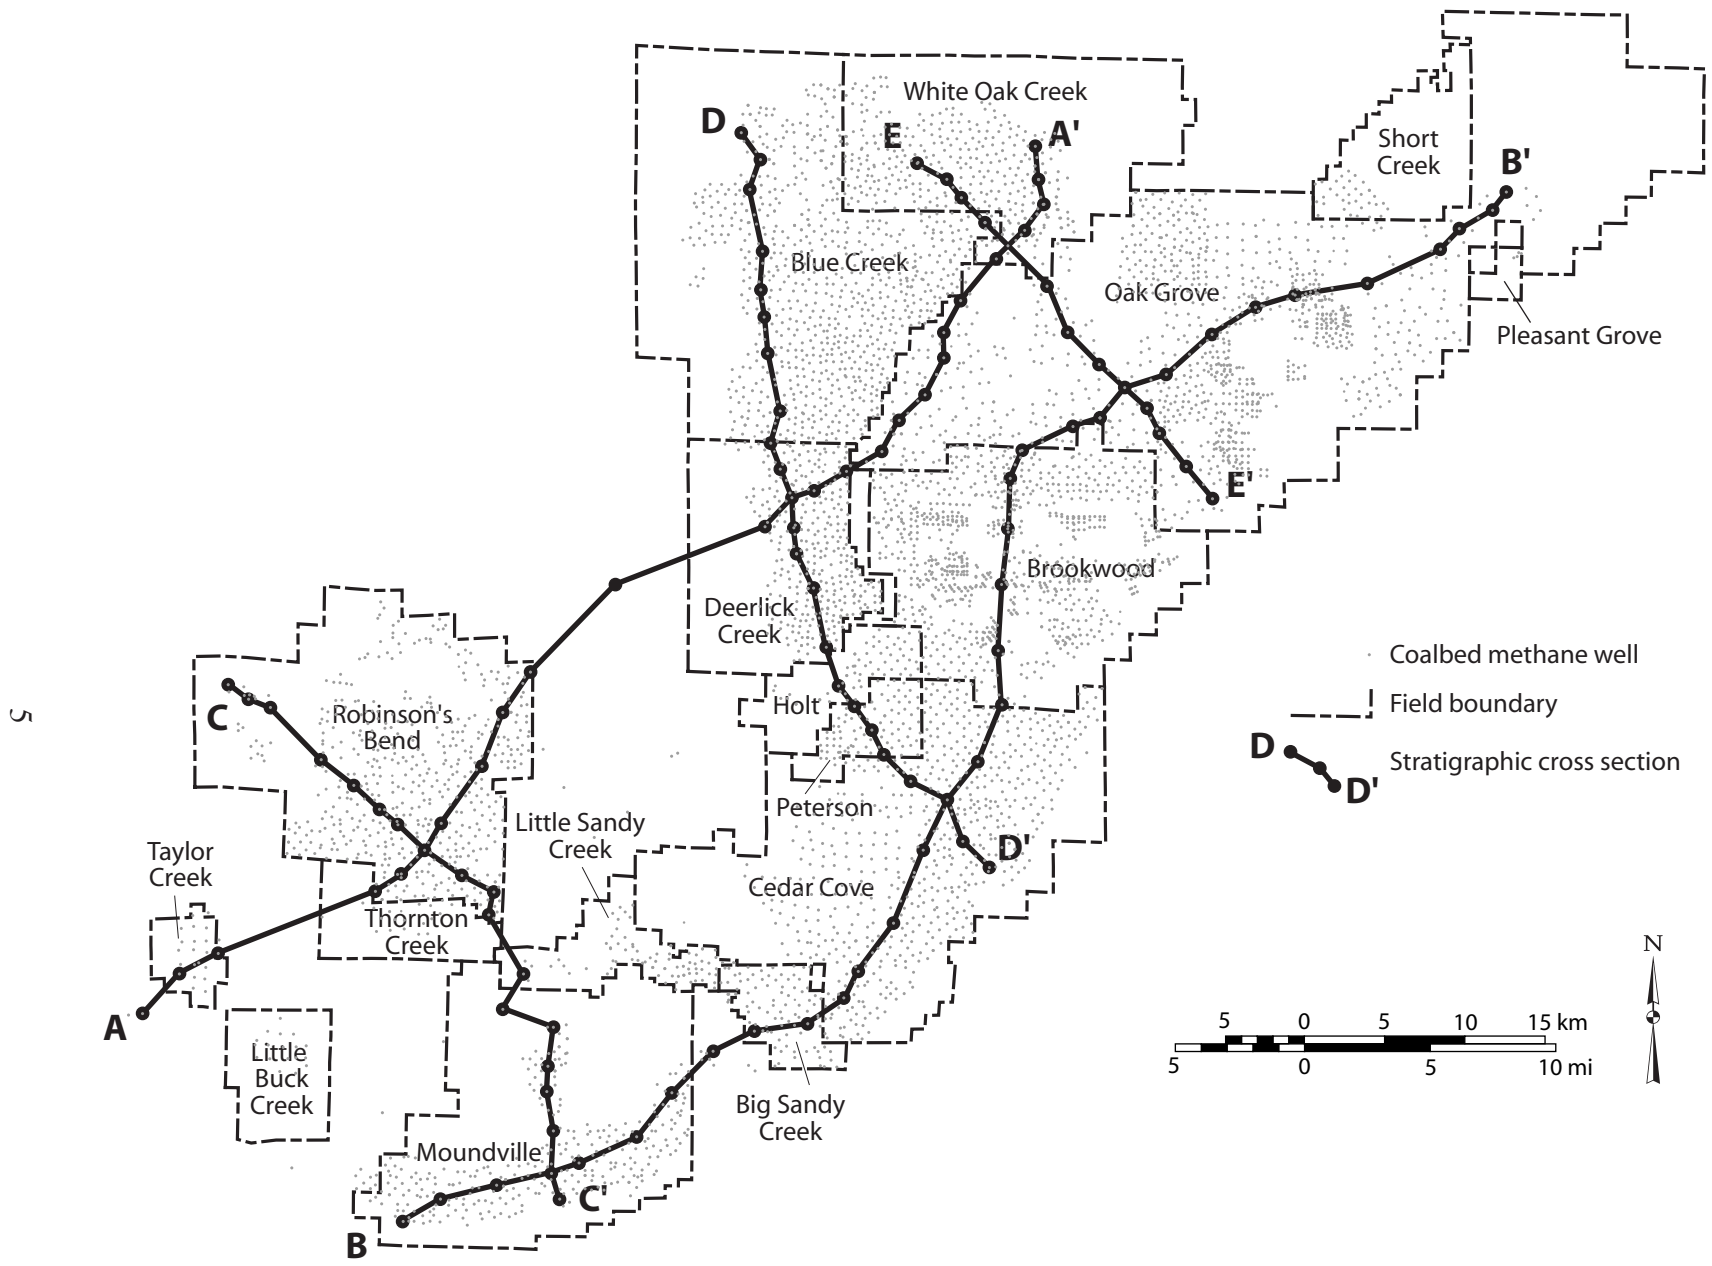 White Oak Creek
D
E
A'
Short
Creek
B'
Blue Creek
Oak Grove
Pleasant Grove
E'
Brookwood
Deerlick
Creek
Coalbed methane well
Field boundary
D
D'
Stratigraphic cross section
5
C
Robinson's
Bend
Holt
Peterson
Little Sandy
Creek
D'
Taylor
Creek
Cedar Cove
Thornton
Creek
N
A
Little
Buck
Creek
5 0 5 10 15 km
5 0 5 10 mi
Big Sandy
Creek
Moundville
C'
B